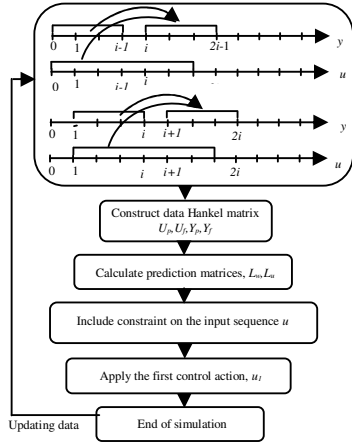 0 1 i-1 i 2i-1 y
0 1 i-1 i u
0 1 i i+1 2i y
0 1 i i+1 2i u
Construct data Hankel matrix
Up,Uf,Yp,Yf
Calculate prediction matrices, Lw,Lu
Include constraint on the input sequence u
Apply the first control action, u1
Updating data
End of simulation